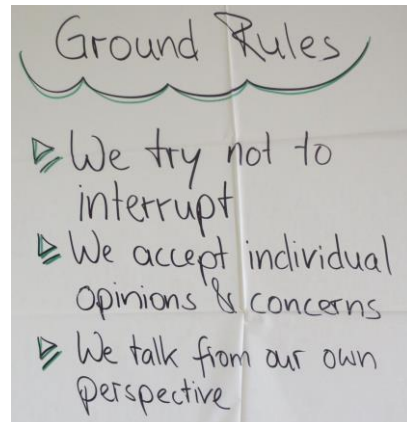 Ground Rules
We try not to
interrupt
We accept individual
opinions & concerns
We talk from our own
perspective